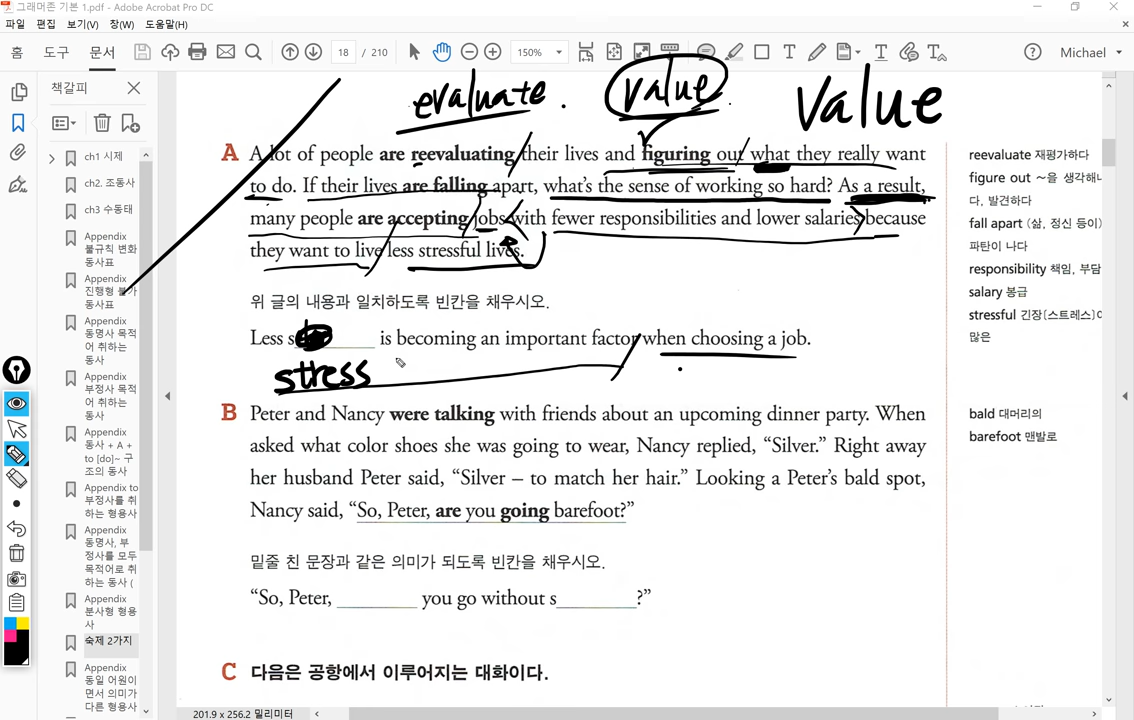 그래머존 기본 1.pdf - Adobe Acrobat Pro DC
파일 편집 보기(V) 창(W) 도움말(H)
홈 도구 문서 18 / 210 150% Michael
책갈피
ch1 시제
ch2. 조동사
ch3 수동태
Appendix
불규칙 변화
동사표
Appendix
진행형 불가
동사표
Appendix
동명사 목적
어 취하는
동사
Appendix
부정사 목적
어 취하는
동사
Appendix
동사 + A +
to [do]~ 구
조의 동사
Appendix to
부정사를 취
하는 형용사
Appendix
동명사, 부
정사를 모두
목적어로 취
하는 동사 (
Appendix
분사형 형용
사
숙제 2가지
Appendix
동일 어원이
면서 의미가
다른 형용사
evaluate. value. value
A A lot of people are reevaluating their lives and figuring out what they really want
to do. If their lives are falling apart, what's the sense of working so hard? As a result,
many people are accepting jobs with fewer responsibilities and lower salaries because
they want to live less stressful lives.
위 글의 내용과 일치하도록 빈칸을 채우시오.
Less s________ is becoming an important factor when choosing a job.
stress
B Peter and Nancy were talking with friends about an upcoming dinner party. When
asked what color shoes she was going to wear, Nancy replied, “Silver.” Right away
her husband Peter said, “Silver – to match her hair.” Looking a Peter's bald spot,
Nancy said, “So, Peter, are you going barefoot?”
밑줄 친 문장과 같은 의미가 되도록 빈칸을 채우시오.
“So, Peter, ________ you go without s________?”
C 다음은 공항에서 이루어지는 대화이다.
reevaluate 재평가하다
figure out ~을 생각해
다, 발견하다
fall apart (삶, 정신 등이)
파탄이 나다
responsibility 책임, 부담
salary 봉급
stressful 긴장(스트레스)
많은
bald 대머리의
barefoot 맨발로
201.9 x 256.2 밀리미터